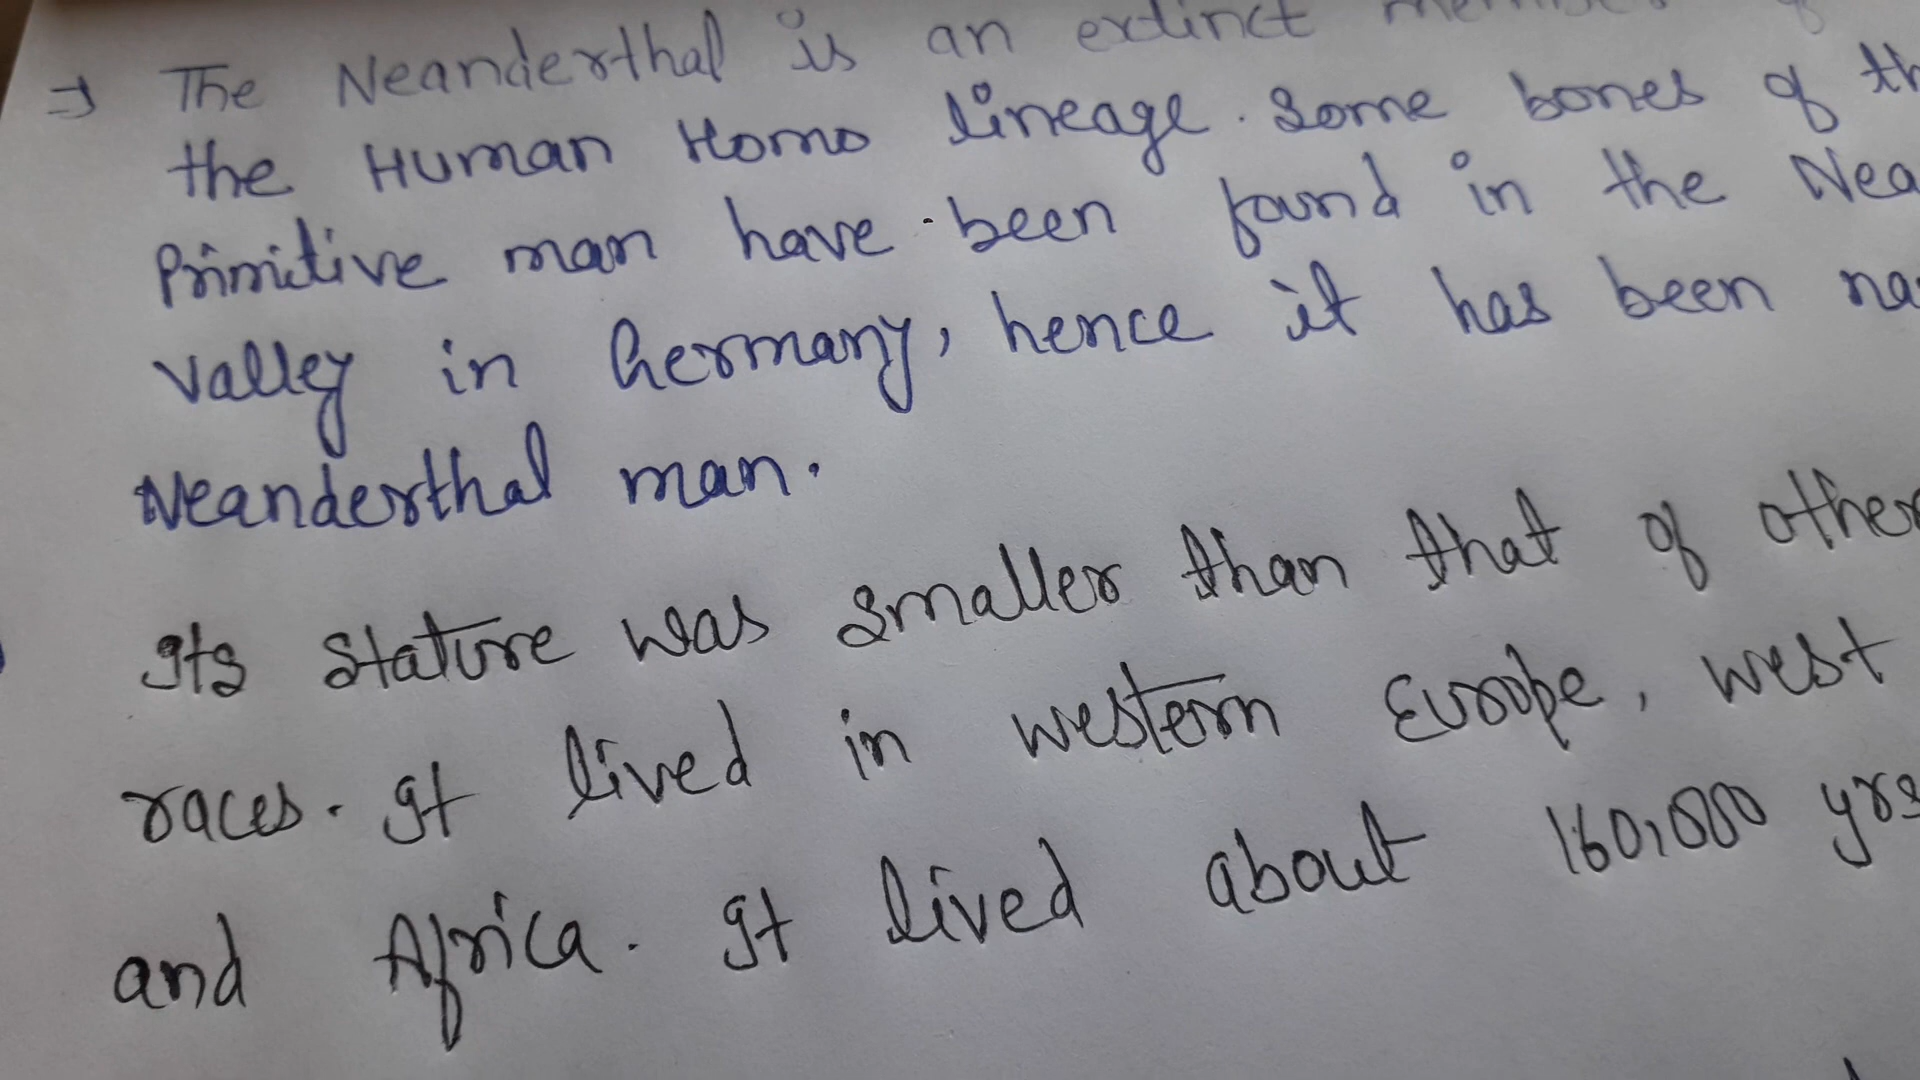 ⇒ The Neanderthal is an extinct
the Human Homo lineage. Some bones of th
Primitive man have been found in the Nea
valley in Germany, hence it has been na
Neanderthal man.
Its stature was smaller than that of other
races. It lived in western Europe, west
and Africa. It lived about 160,000 yrs